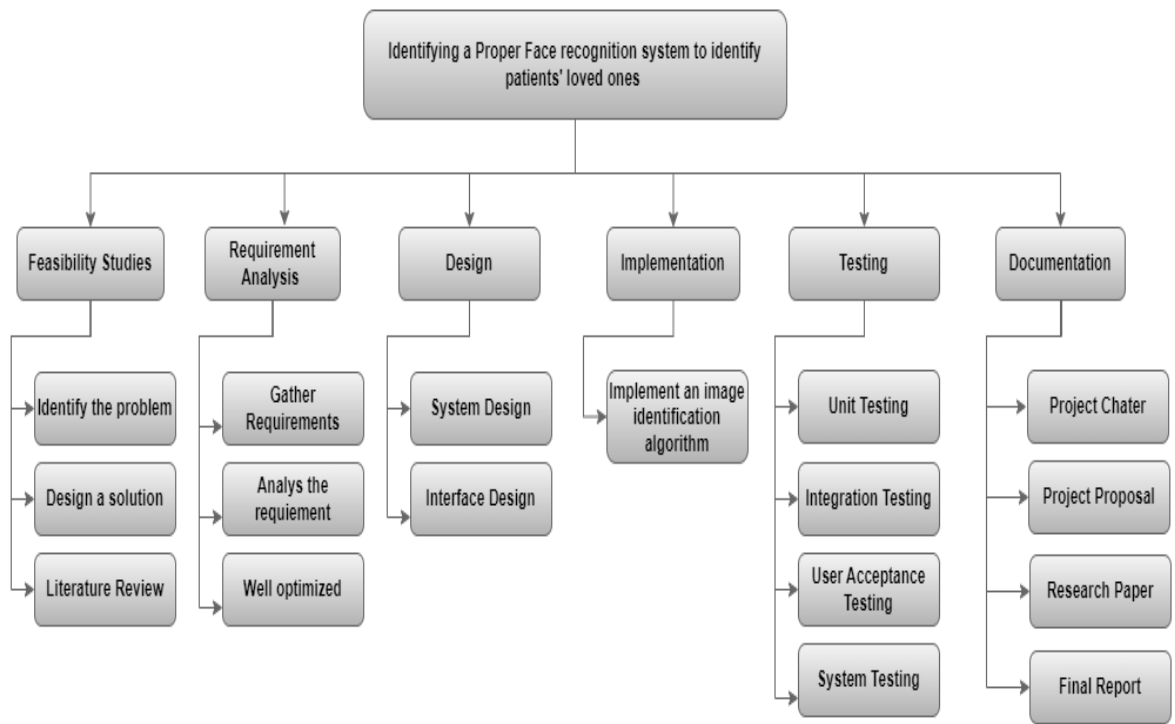 Identifying a Proper Face recognition system to identify
patients' loved ones
Feasibility Studies
Requirement
Analysis
Design
Implementation
Testing
Documentation
Identify the problem
Design a solution
Literature Review
Gather
Requirements
Analys the
requiement
Well optimized
System Design
Interface Design
Implement an image
identification
algorithm
Unit Testing
Integration Testing
User Acceptance
Testing
System Testing
Project Chater
Project Proposal
Research Paper
Final Report